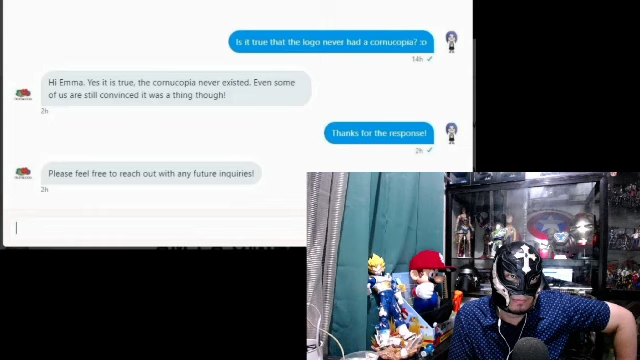 Is it true that the logo never had a cornucopia? :o
14h
Hi Emma. Yes it is true, the cornucopia never existed. Even some
of us are still convinced it was a thing though!
2h
Thanks for the response!
2h
Please feel free to reach out with any future inquiries!
2h